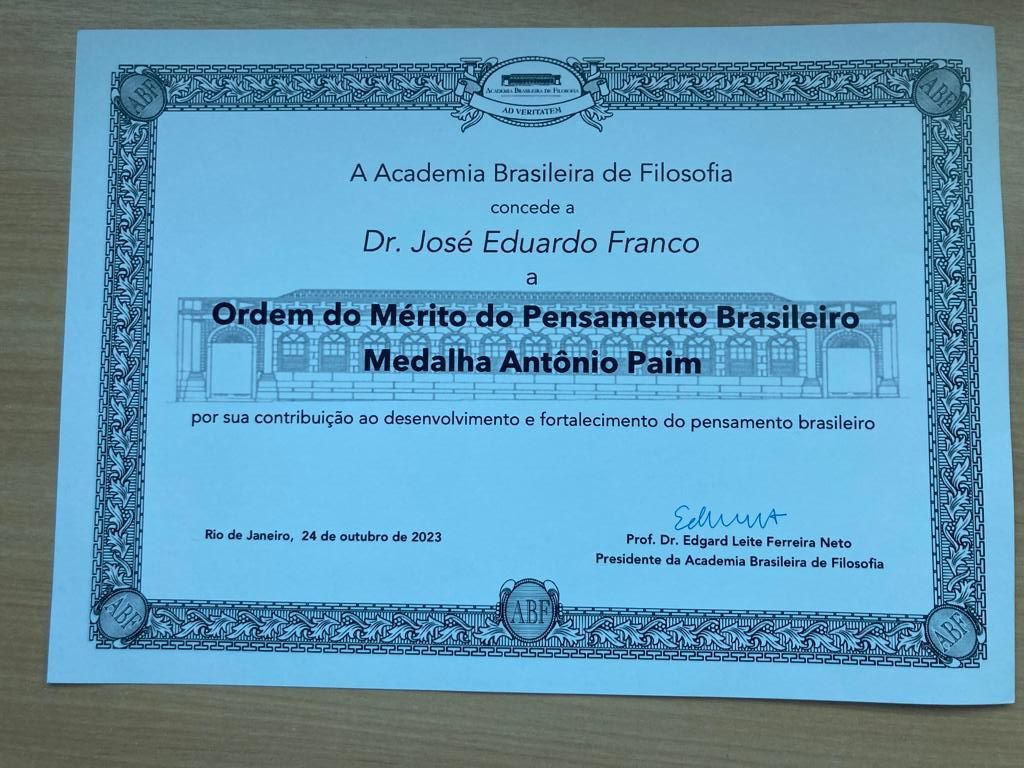 ABF
ABF
ACADEMIA BRASILEIRA DE FILOSOFIA
AD VERITATEM
A Academia Brasileira de Filosofia
concede a
Dr. José Eduardo Franco
a
Ordem do Mérito do Pensamento Brasileiro
Medalha Antônio Paim
por sua contribuição ao desenvolvimento e fortalecimento do pensamento brasileiro
Rio de Janeiro, 24 de outubro de 2023
Prof. Dr. Edgard Leite Ferreira Neto
Presidente da Academia Brasileira de Filosofia
ABF
ABF
ABF